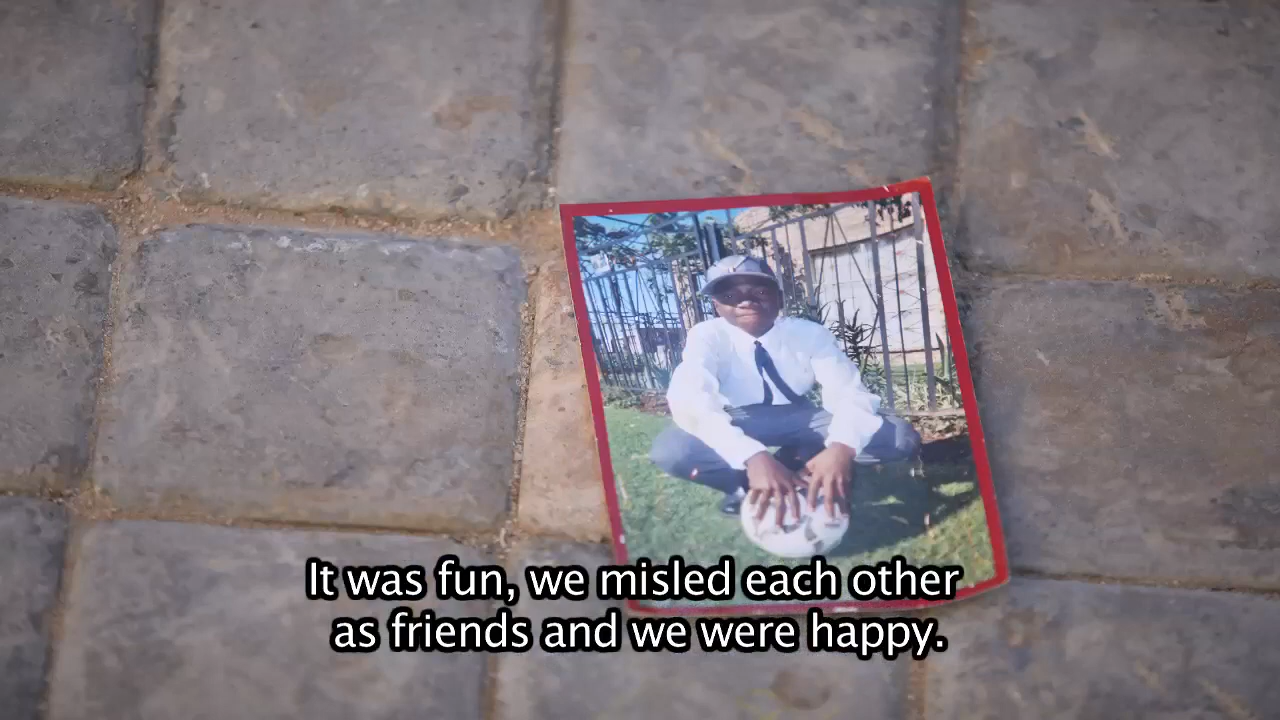 It was fun, we misled each other
as friends and we were happy.